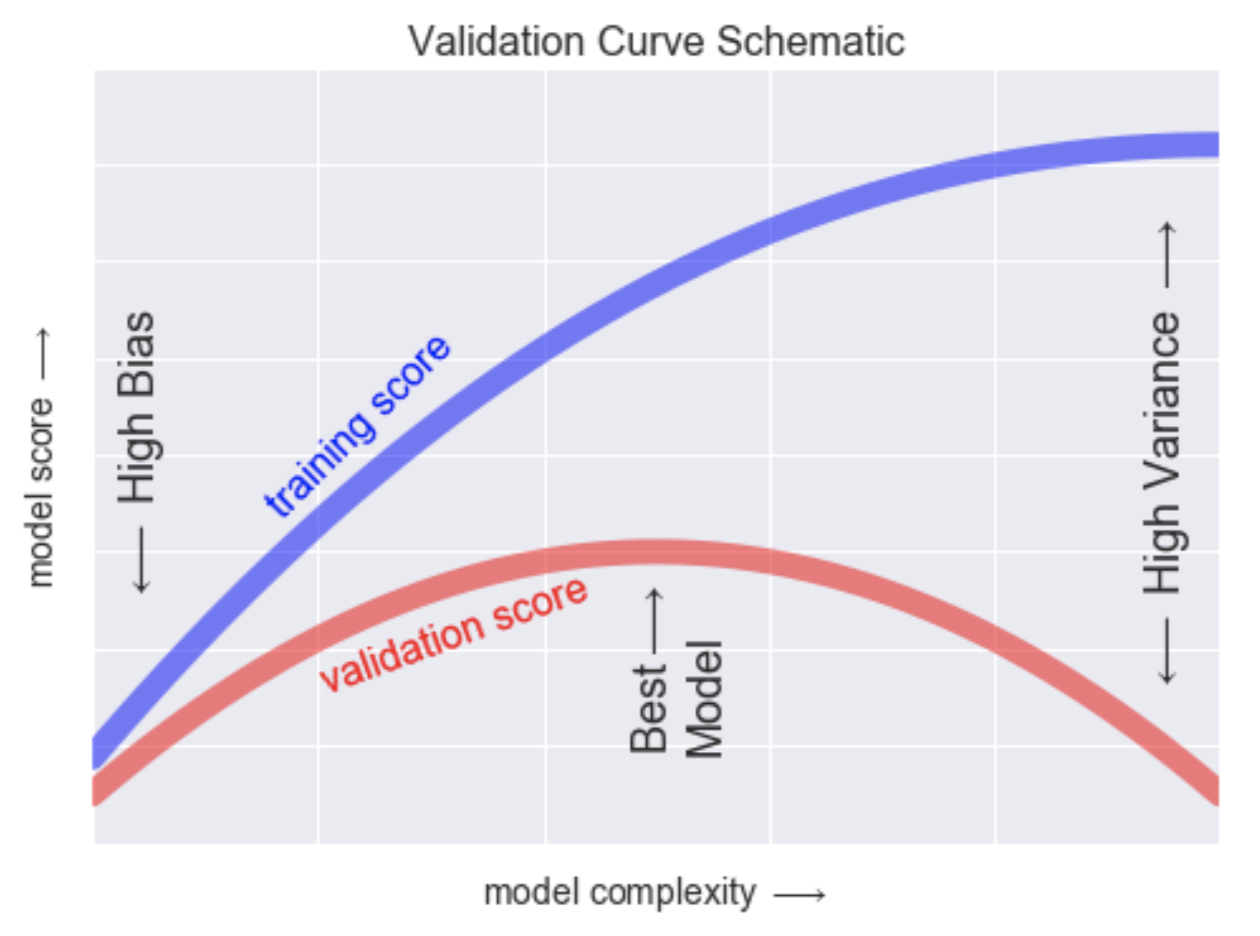 Validation Curve Schematic
model score →
← High Bias
training score
validation score
Best →
Model
← High Variance →
model complexity →